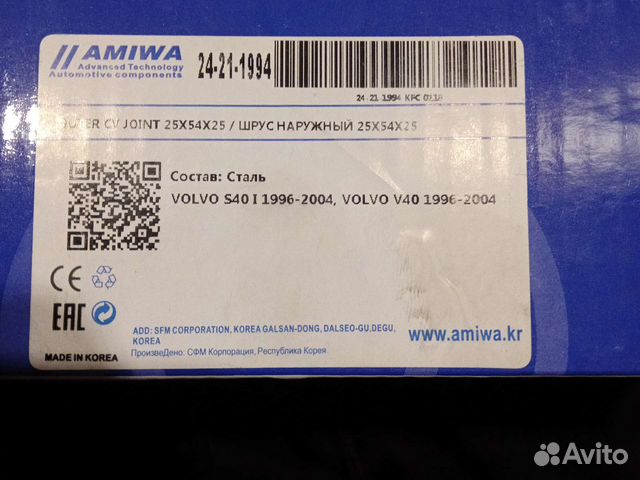 AMIWA
Advanced Technology
Automotive components
24-21-1994
24-21 1994 KFC 0218
OUTER CV JOINT 25X54X25 / ШРУС НАРУЖНЫЙ 25X54X25
Состав: Сталь
VOLVO S40 I 1996-2004, VOLVO V40 1996-2004
CE
EAC
ADD: SFM CORPORATION, KOREA GALSAN-DONG, DALSEO-GU,DEGU,
KOREA
MADE IN KOREA
ПроизвеДено: СФМ Корпорация, Республика Корея
www.amiwa.kr
Avito